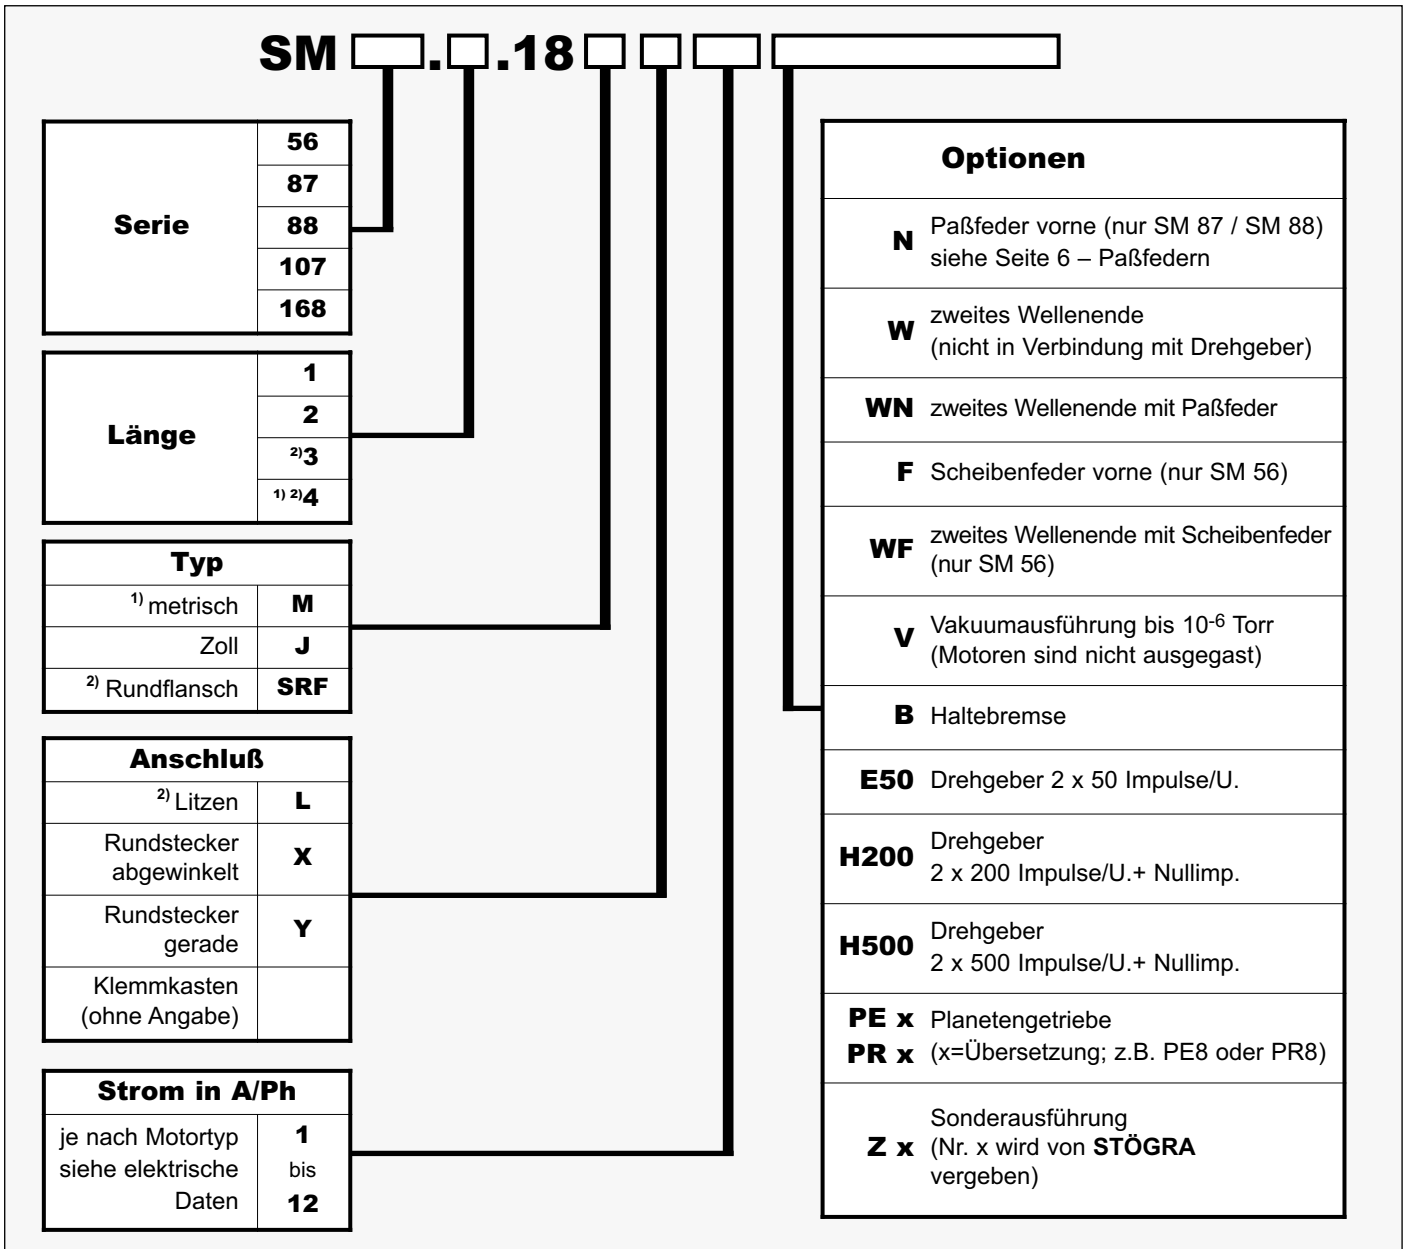 SM . .18
Serie
56
87
88
107
168
Länge
1
2
2)3
1) 2)4
Typ
1) metrisch M
Zoll J
2) Rundflansch SRF
Anschluß
2) Litzen L
Rundstecker
abgewinkelt
X
Rundstecker
gerade
Y
Klemmkasten
(ohne Angabe)
Strom in A/Ph
je nach Motortyp
siehe elektrische
Daten
1
bis
12
Optionen
N
Paßfeder vorne (nur SM 87 / SM 88)
siehe Seite 6 – Paßfedern
W
zweites Wellenende
(nicht in Verbindung mit Drehgeber)
WN zweites Wellenende mit Paßfeder
F Scheibenfeder vorne (nur SM 56)
WF
zweites Wellenende mit Scheibenfeder
(nur SM 56)
V
Vakuumausführung bis 10-6 Torr
(Motoren sind nicht ausgegast)
B Haltebremse
E50 Drehgeber 2 x 50 Impulse/U.
H200
Drehgeber
2 x 200 Impulse/U.+ Nullimp.
H500
Drehgeber
2 x 500 Impulse/U.+ Nullimp.
PE x Planetengetriebe
PR x (x=Übersetzung; z.B. PE8 oder PR8)
Z x
Sonderausführung
(Nr. x wird von STÖGRA
vergeben)